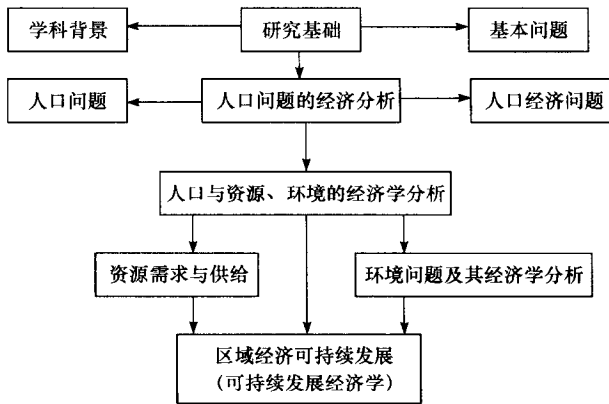 学科背景
研究基础
基本问题
人口问题
人口问题的经济分析
人口经济问题
人口与资源、环境的经济学分析
资源需求与供给
环境问题及其经济学分析
区域经济可持续发展
(可持续发展经济学)